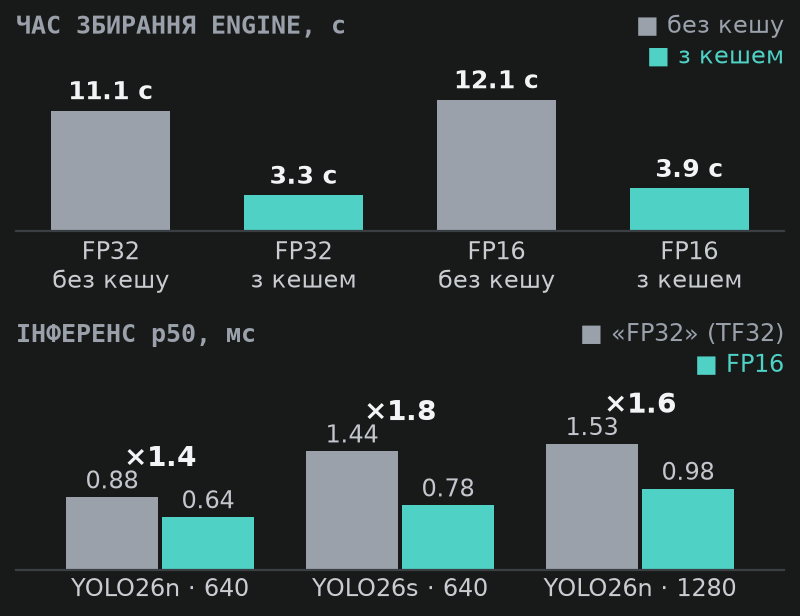 ЧАС ЗБИРАННЯ ENGINE, с
без кешу
з кешем
11.1 с
3.3 с
12.1 с
3.9 с
FP32
без кешу
FP32
з кешем
FP16
без кешу
FP16
з кешем
ІНФЕРЕНС p50, мс
«FP32» (TF32)
FP16
×1.4
0.88
0.64
×1.8
1.44
0.78
×1.6
1.53
0.98
YOLO26n · 640
YOLO26s · 640
YOLO26n · 1280